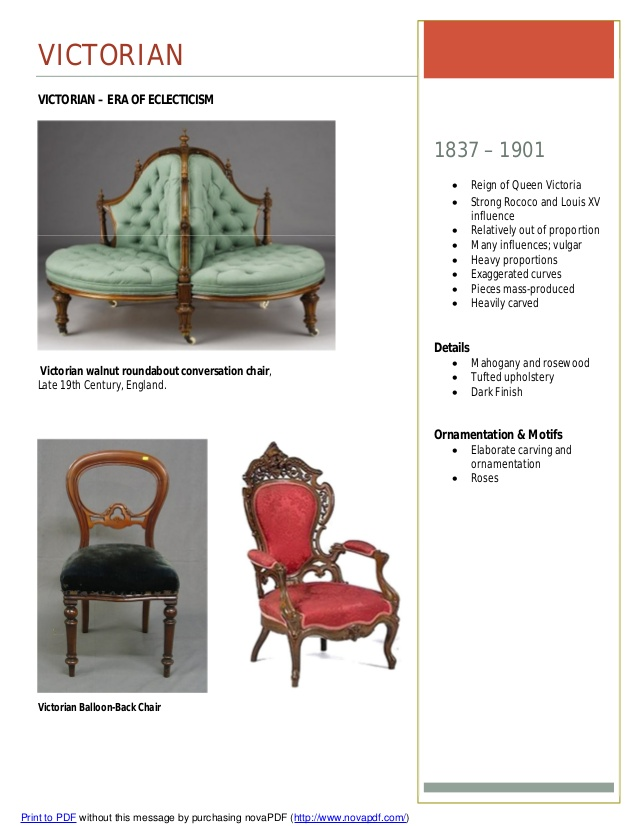 VICTORIAN
VICTORIAN – ERA OF ECLECTICISM
Victorian walnut roundabout conversation chair,
Late 19th Century, England.
Victorian Balloon-Back Chair
1837 – 1901
• Reign of Queen Victoria
• Strong Rococo and Louis XV
influence
• Relatively out of proportion
• Many influences; vulgar
• Heavy proportions
• Exaggerated curves
• Pieces mass-produced
• Heavily carved
Details
• Mahogany and rosewood
• Tufted upholstery
• Dark Finish
Ornamentation & Motifs
• Elaborate carving and
ornamentation
• Roses
Print to PDF without this message by purchasing novaPDF (http://www.novapdf.com/)